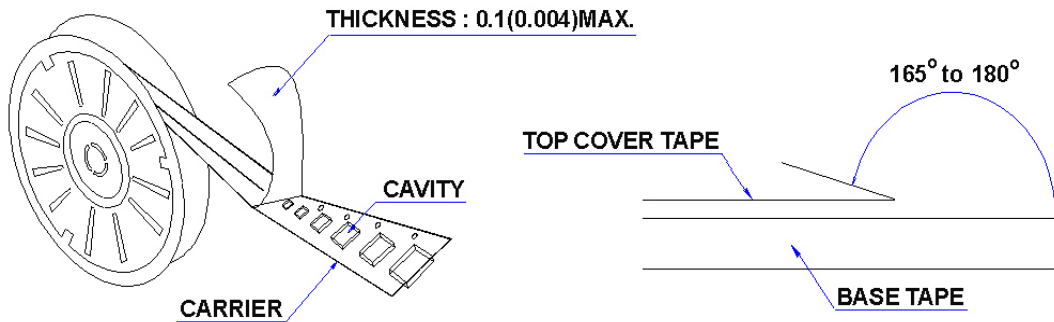 THICKNESS : 0.1(0.004)MAX.
CAVITY
CARRIER
165° to 180°
TOP COVER TAPE
BASE TAPE